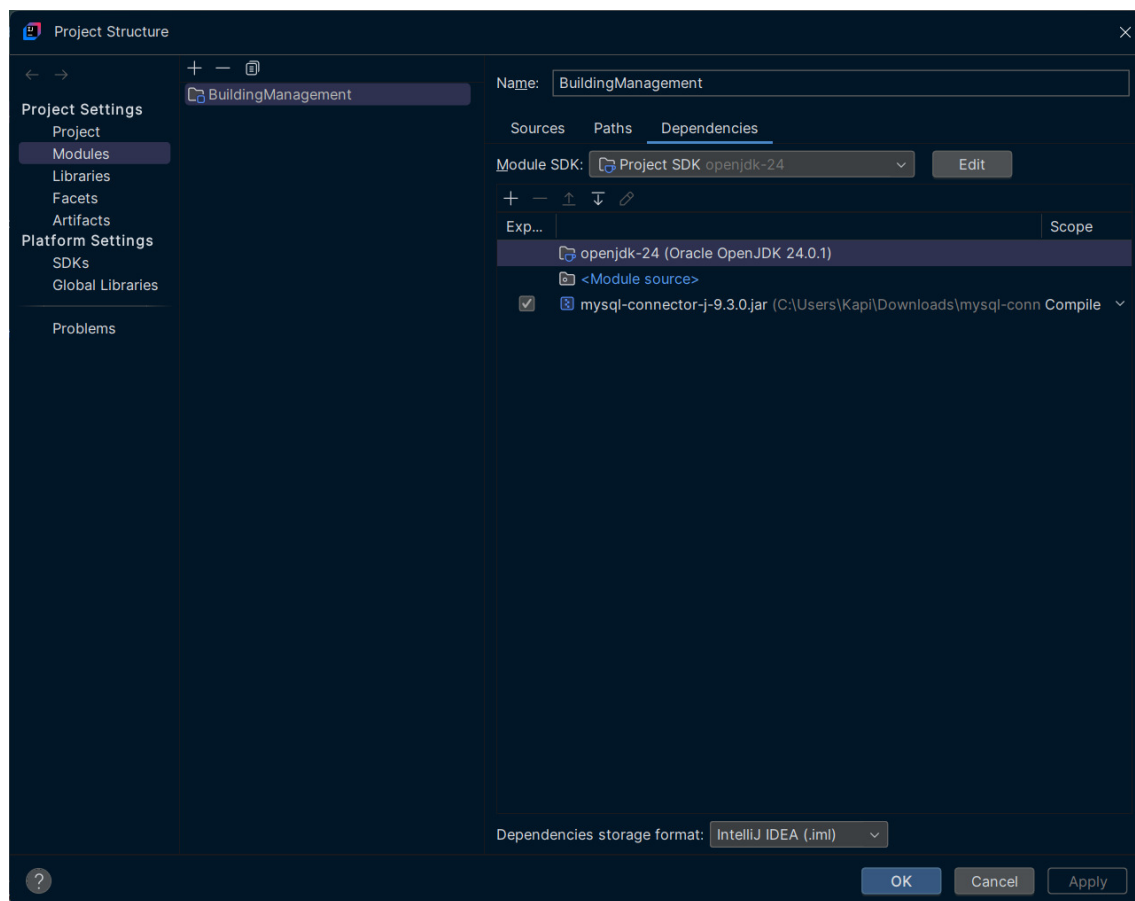 Project Structure
Project Settings
Project
Modules
Libraries
Facets
Artifacts
Platform Settings
SDKs
Global Libraries
Problems
BuildingManagement
Name: BuildingManagement
Sources Paths Dependencies
Module SDK: Project SDK openjdk-24 Edit
Exp... Scope
openjdk-24 (Oracle OpenJDK 24.0.1)
<Module source>
mysql-connector-j-9.3.0.jar (C:\Users\Kapi\Downloads\mysql-conn Compile
Dependencies storage format: IntelliJ IDEA (.iml)
? OK Cancel Apply